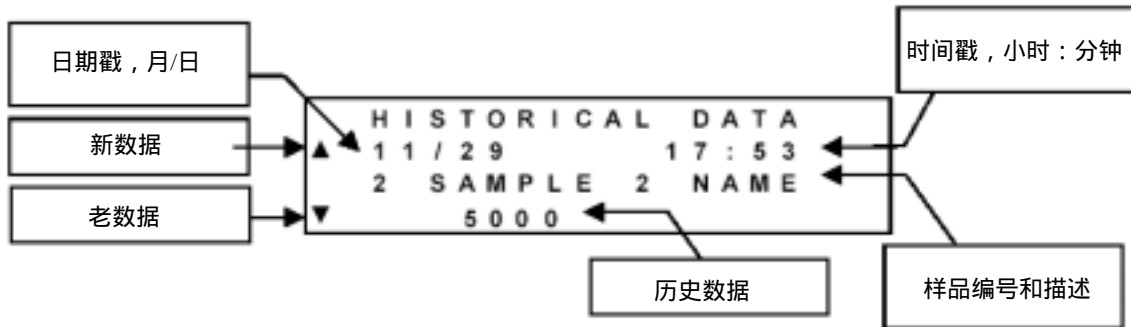 日期戳，月/日
时间戳，小时：分钟
新数据
老数据
HISTORICAL DATA
▲ 11/29 17:53
2 SAMPLE 2 NAME
▼ 5000
历史数据
样品编号和描述